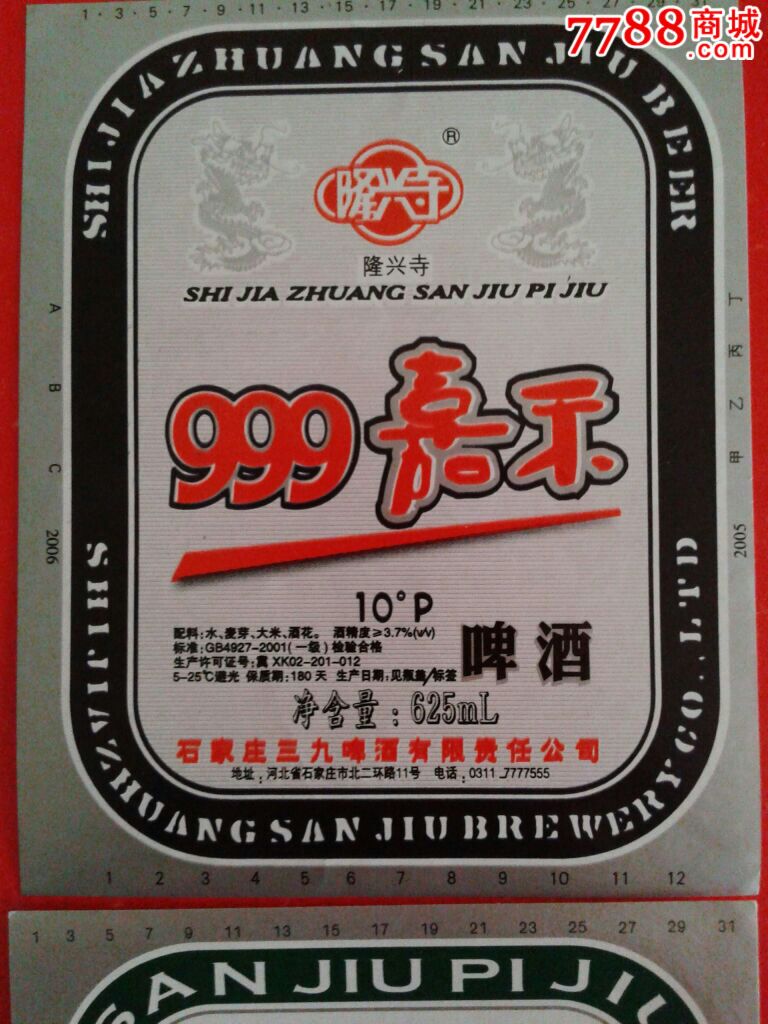 1·3·5·7·9·11 13 15 17 19 21 23 25 27 29 31
7788商城
.com
SHIJIAZHUANG SAN JIU BEER
隆兴寺
®
隆兴寺
SHI JIA ZHUANG SAN JIU PI JIU
999嘉禾
10°P
配料:水、麦芽、大米、酒花。 酒精度≥3.7%(v/v)
标准:GB4927-2001(一级)检验合格
生产许可证号:冀 XK02-201-012
5-25℃避光 保质期:180天 生产日期:见瓶盖/标签
啤酒
净含量:625mL
石家庄三九啤酒有限责任公司
地址:河北省石家庄市北二环路11号 电话:0311 7777555
SHIJIAZHUANG SAN JIU BREWERY CO.,LTD
A B C 2006
丁 丙 乙 甲 2005
1 2 3 4 5 6 7 8 9 10 11 12
1 3 5 7 9 11 13 15 17 19 21 23 25 27 29 31
SAN JIU PI JIU